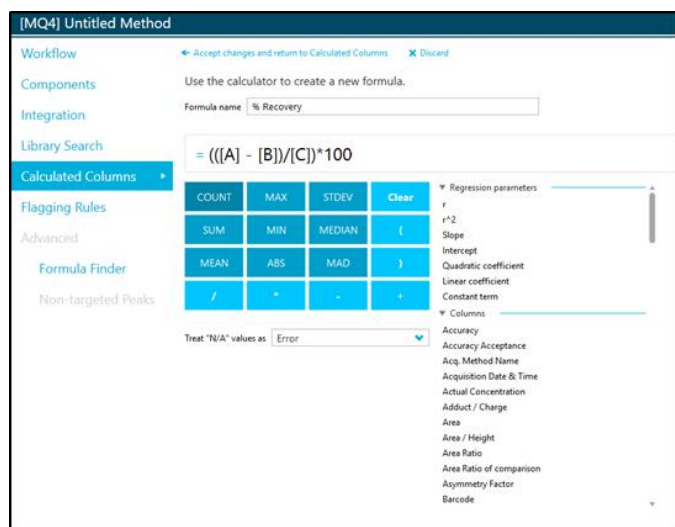 [MQ4] Untitled Method
Workflow
Components
Integration
Library Search
Calculated Columns
Flagging Rules
Advanced
Formula Finder
Non-targeted Peaks
Accept changes and return to Calculated Columns
Discard
Use the calculator to create a new formula.
Formula name % Recovery
= (([A] - [B])/[C])*100
COUNT MAX STDEV Clear
SUM MIN MEDIAN (
MEAN ABS MAD )
/ * - +
Treat "N/A" values as Error
Regression parameters
r
r^2
Slope
Intercept
Quadratic coefficient
Linear coefficient
Constant term
Columns
Accuracy
Accuracy Acceptance
Acq. Method Name
Acquisition Date & Time
Actual Concentration
Adduct / Charge
Area
Area / Height
Area Ratio
Area Ratio of comparison
Asymmetry Factor
Barcode